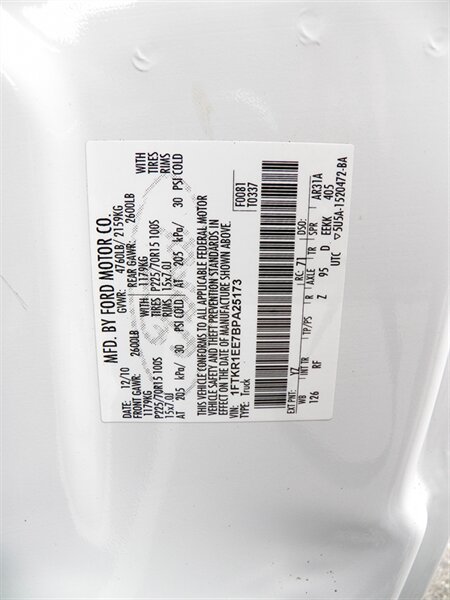 MFD. BY FORD MOTOR CO.
DATE: 12/10 GVWR: 4760LB/ 2159KG
FRONT GAWR: 2600LB REAR GAWR: 2600LB
1179KG WITH 1179KG WITH
P225/70R15 100S TIRES P225/70R15 100S TIRES
15x7.0J RIMS 15x7.0J RIMS
AT 205 kPa/ 30 PSI COLD AT 205 kPa/ 30 PSI COLD
THIS VEHICLE CONFORMS TO ALL APPLICABLE FEDERAL MOTOR
VEHICLE SAFETY AND THEFT PREVENTION STANDARDS IN
EFFECT ON THE DATE OF MANUFACTURE SHOWN ABOVE.
VIN: 1FTKR1EE7BPA25173 F0081
TYPE: Truck T0337
EXT PNT: YZ RC: 71 DSO:
WB INT TR TP/PS R AXLE TR SPR AR31A
126 RF Z 95 D EEKK 405
UTC 5U5A-1520472-BA